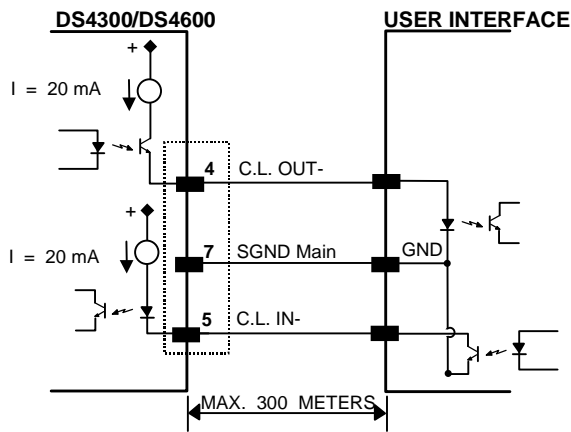 DS4300/DS4600
USER INTERFACE
+
I = 20 mA
4 C.L. OUT-
+
I = 20 mA
7 SGND Main
GND
5 C.L. IN-
MAX. 300 METERS